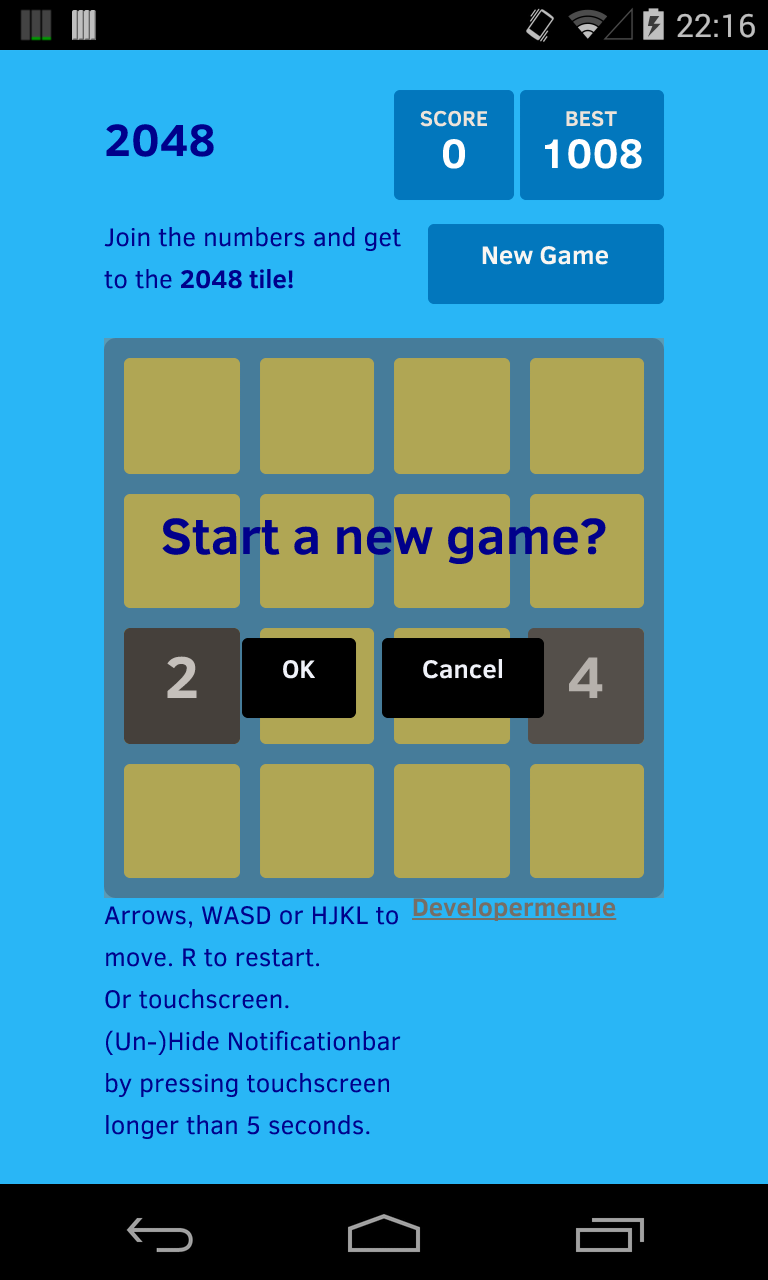 22:16
2048
SCORE
0
BEST
1008
Join the numbers and get
to the 2048 tile!
New Game
Start a new game?
2
OK
Cancel
4
Arrows, WASD or HJKL to
move. R to restart.
Or touchscreen.
(Un-)Hide Notificationbar
by pressing touchscreen
longer than 5 seconds.
Developermenue